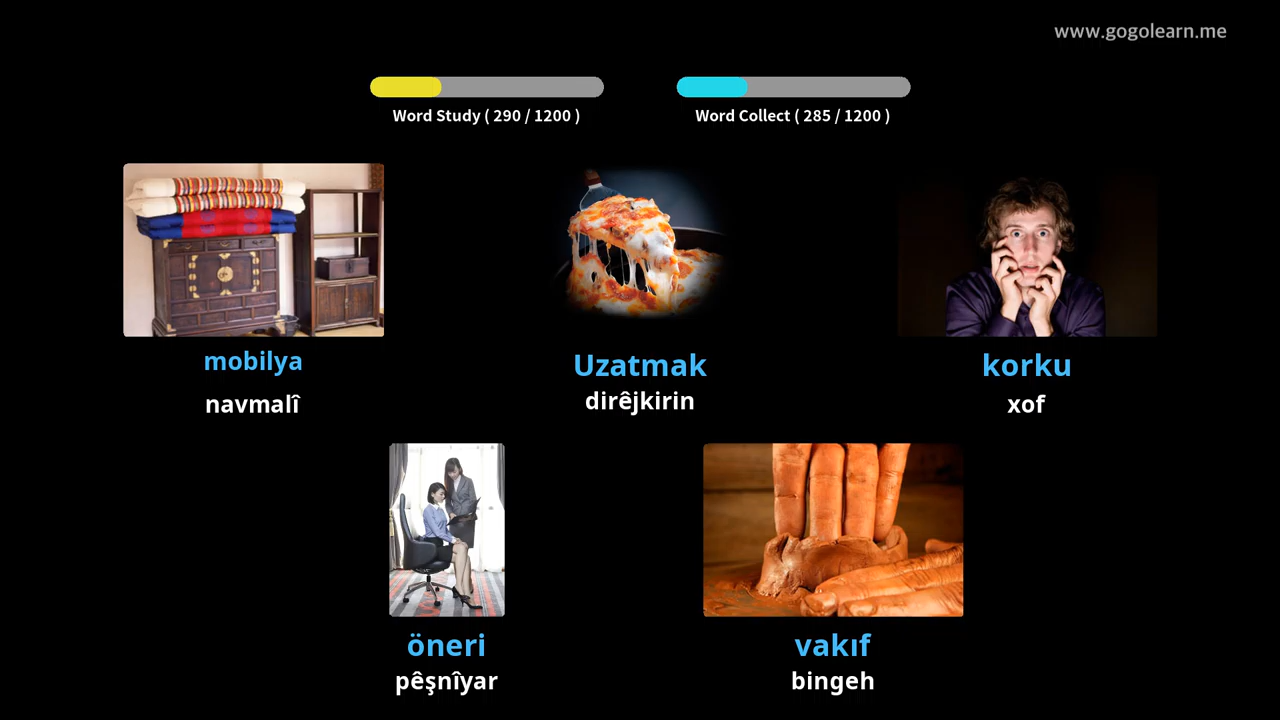 www.gogolearn.me
Word Study ( 290 / 1200 )
Word Collect ( 285 / 1200 )
mobilya
navmalî
Uzatmak
dirêjkirin
korku
xof
öneri
pêşnîyar
vakıf
bingeh